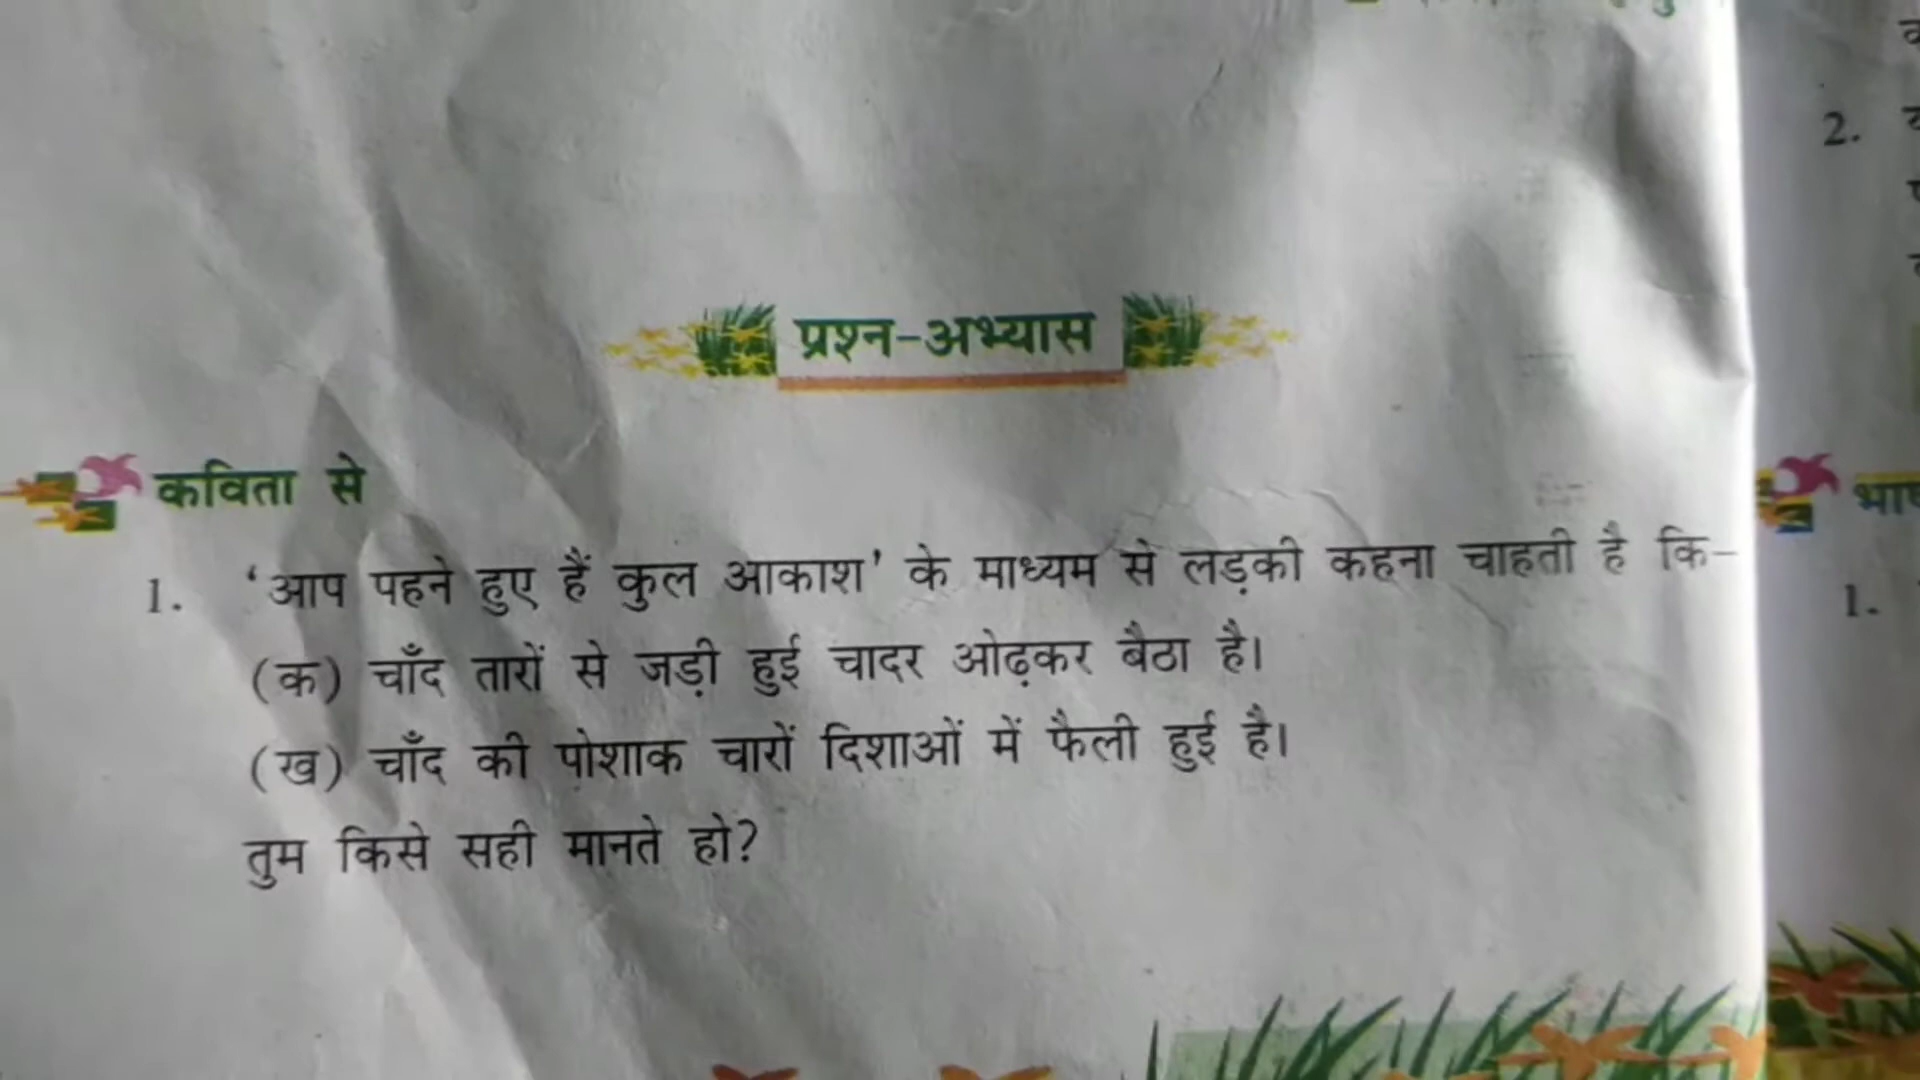 प्रश्न-अभ्यास
कविता से
1. ‘आप पहने हुए हैं कुल आकाश’ के माध्यम से लड़की कहना चाहती है कि–
(क) चाँद तारों से जड़ी हुई चादर ओढ़कर बैठा है।
(ख) चाँद की पोशाक चारों दिशाओं में फैली हुई है।
तुम किसे सही मानते हो?
2.
1.